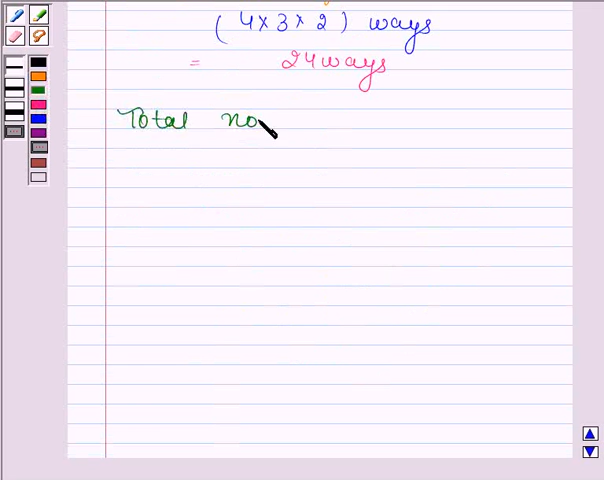 (4×3×2) ways
= 24 ways
Total no